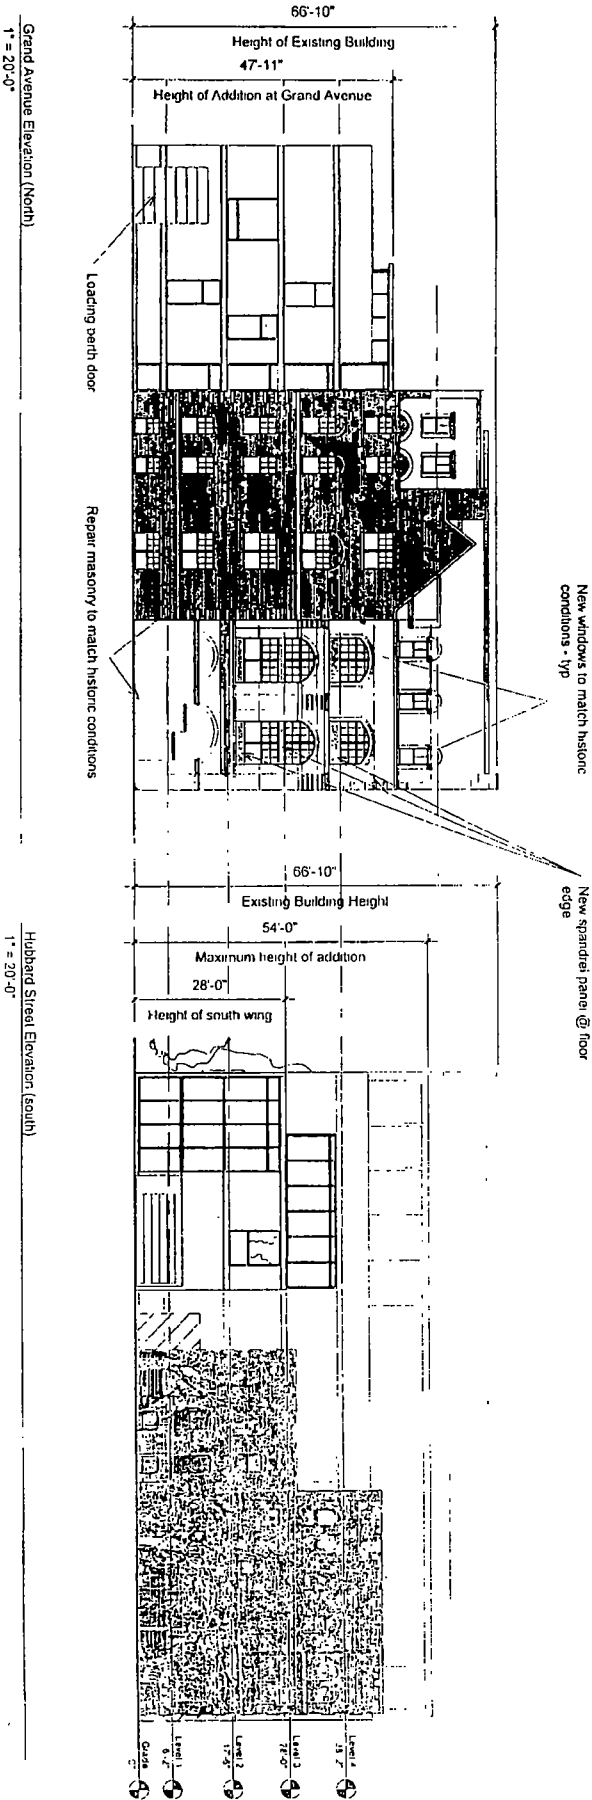 66'-10"
Height of Existing Building
47'-11"
Height of Addition at Grand Avenue
Grand Avenue Elevation (North)
1" = 20'-0"
Loading berth door
Repair masonry to match historic conditions
New windows to match historic
conditions - typ
New spandrel panel @ floor
edge
66'-10"
Existing Building Height
54'-0"
Maximum height of addition
28'-0"
Height of south wing
Hubbard Street Elevation (south)
1" = 20'-0"
Level 4
Level 3
28'-0"
Level 2
Level 1
Grade